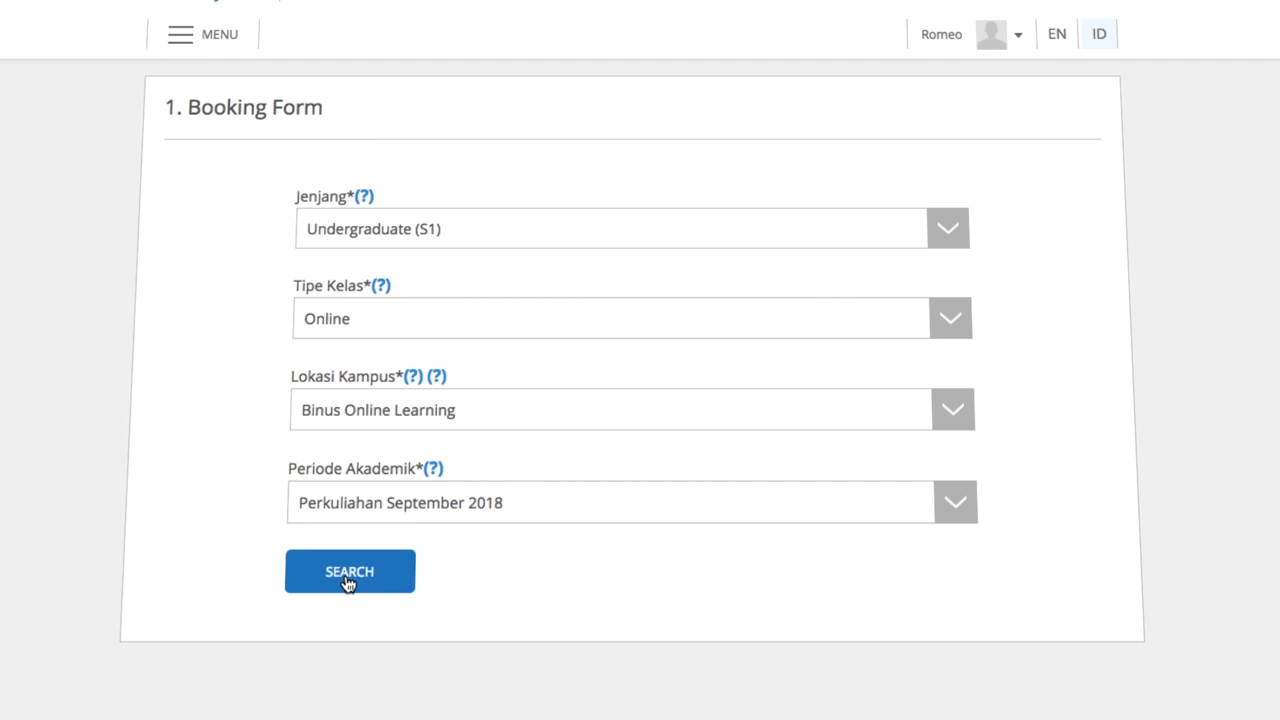 MENU
Romeo
EN
ID
1. Booking Form
Jenjang*(?)
Undergraduate (S1)
Tipe Kelas*(?)
Online
Lokasi Kampus*(?) (?)
Binus Online Learning
Periode Akademik*(?)
Perkuliahan September 2018
SEARCH